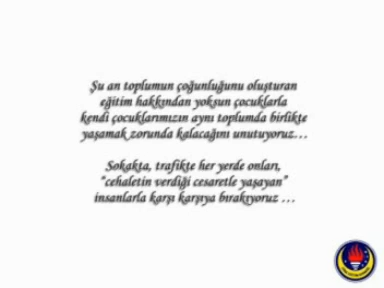 Şu an toplumun çoğunluğunu oluşturan
eğitim hakkından yoksun çocuklarla
kendi çocuklarımızın aynı toplumda birlikte
yaşamak zorunda kalacağını unutuyoruz…
Sokakta, trafikte her yerde onları,
“cehaletin verdiği cesaretle yaşayan”
insanlarla karşı karşıya bırakıyoruz …